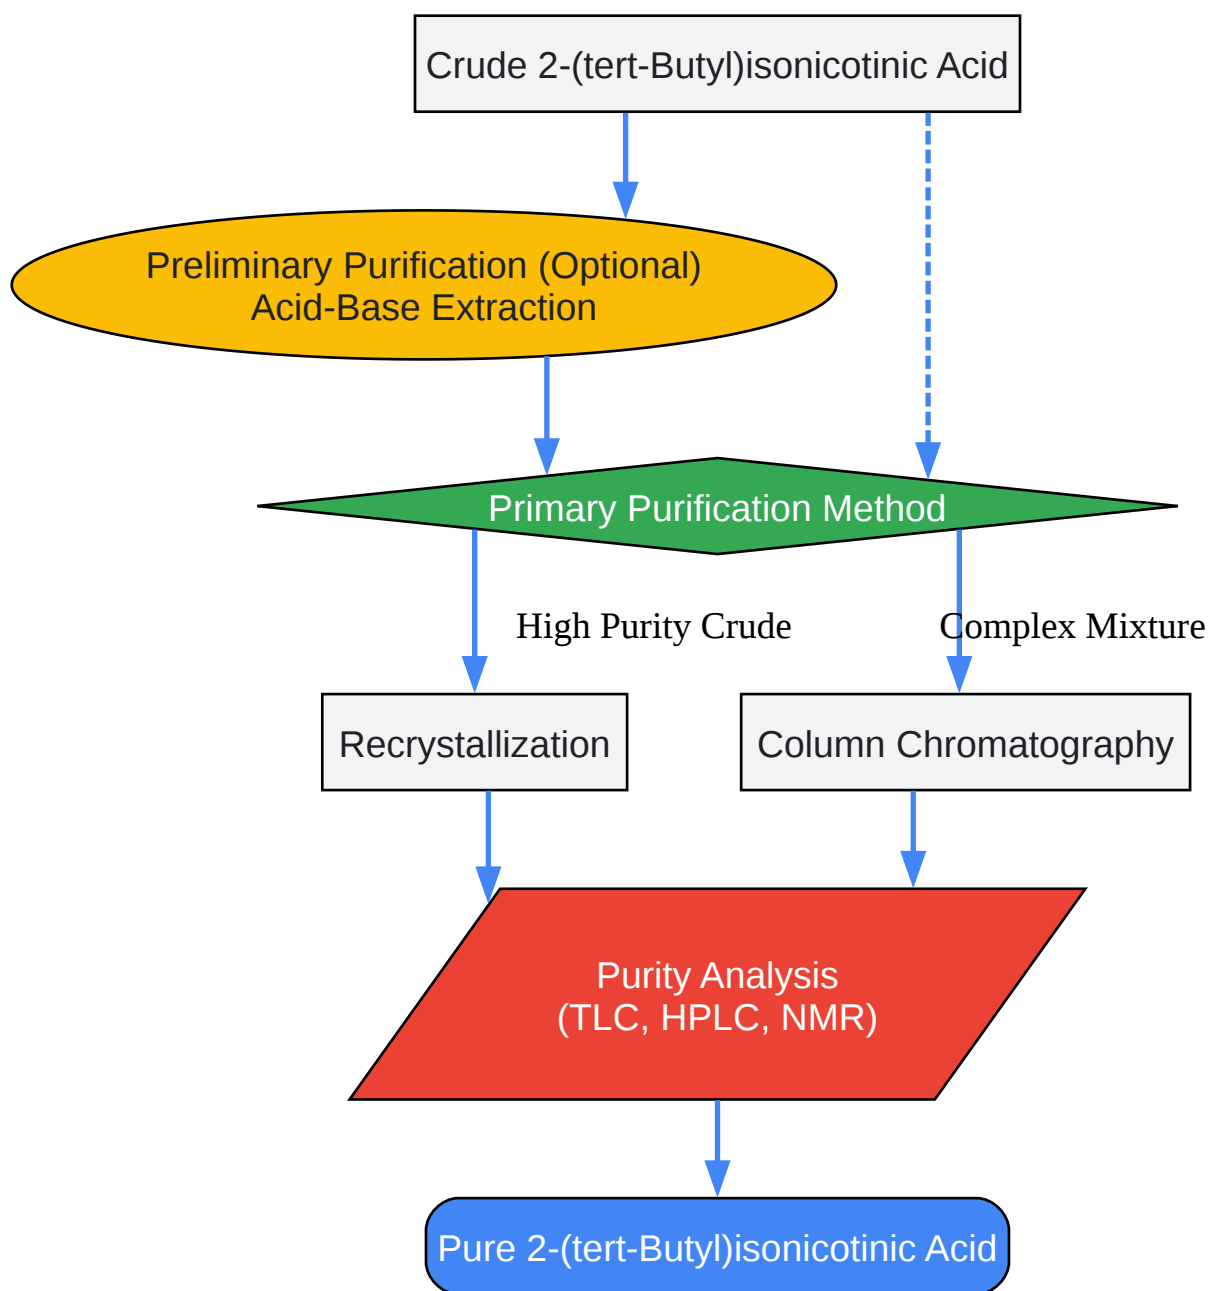 Crude 2-(tert-Butyl)isonicotinic Acid
Preliminary Purification (Optional)
Acid-Base Extraction
Primary Purification Method
High Purity Crude
Complex Mixture
Recrystallization
Column Chromatography
Purity Analysis
(TLC, HPLC, NMR)
Pure 2-(tert-Butyl)isonicotinic Acid